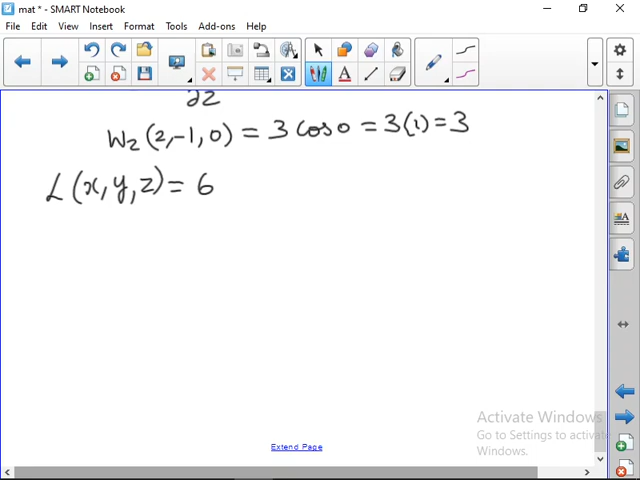 mat * - SMART Notebook
File Edit View Insert Format Tools Add-ons Help
∂z
Wz (2,-1,0) = 3 cos 0 = 3(1) = 3
L(x,y,z) = 6
Activate Windows
Go to Settings to activate
Windows.
Extend Page